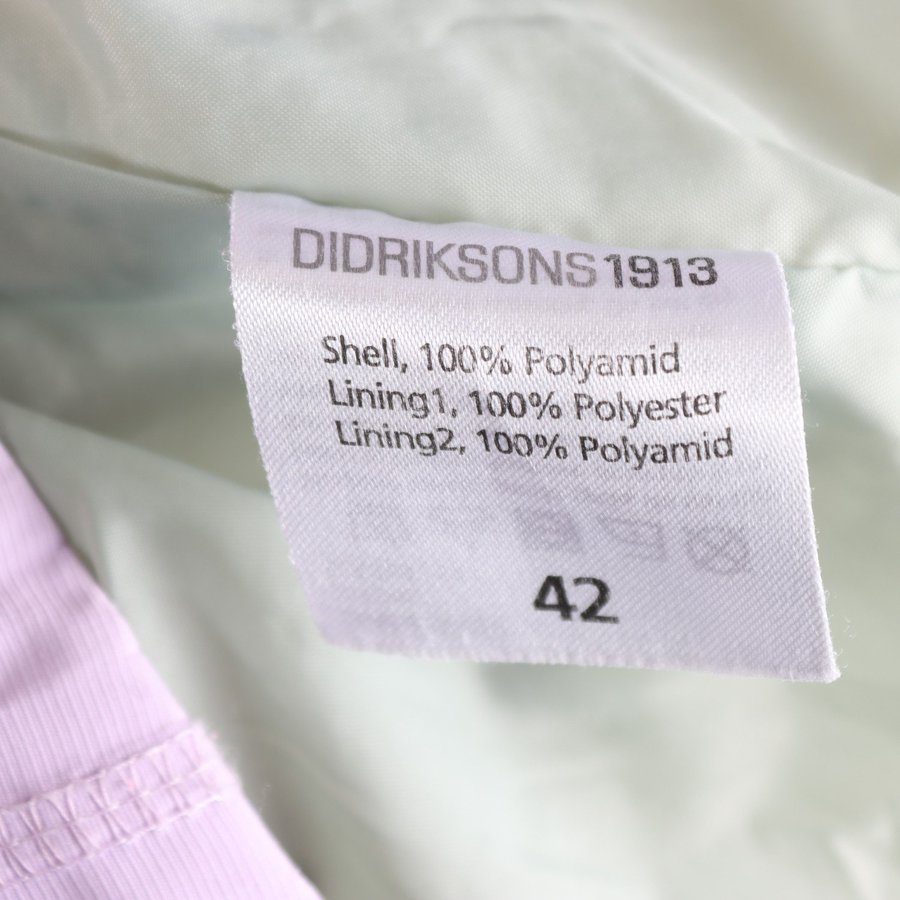 DIDRIKSONS1913
Shell, 100% Polyamid
Lining1, 100% Polyester
Lining2, 100% Polyamid
42